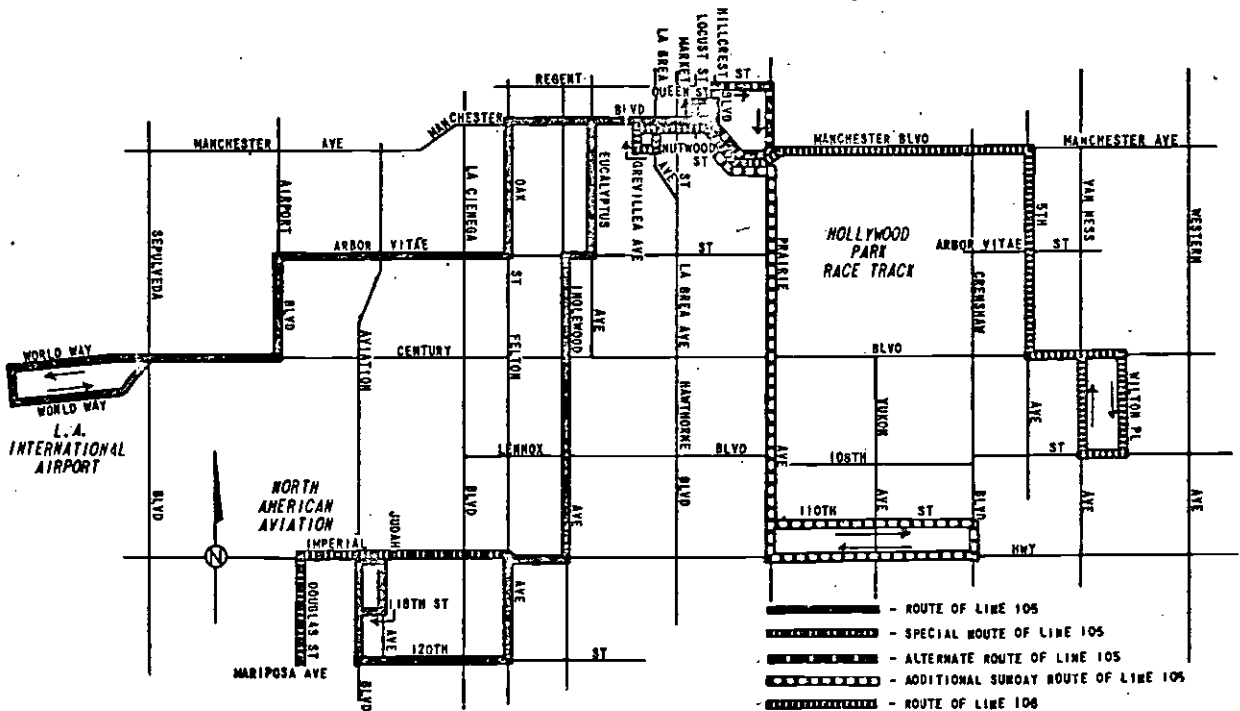 HILLCREST BLVD
LOCUST ST
MARKET
LA BREA
REGENT
ST
QUEEN ST
BLVD
MANCHESTER
MANCHESTER AVE
MANCHESTER BLVD
MANCHESTER AVE
NUTWOOD
ST
AVE
ST
AIRPORT
BLVD
LA CIENEGA
OAK
ST
EUCALYPTUS
AVE
GREVILLEA AVE
5TH
AVE
VAN NESS
AVE
WESTERN
AVE
SEPULVEDA
BLVD
HOLLYWOOD
PARK
RACE TRACK
ARBOR VITAE
ST
ARBOR VITAE ST
PRAIRIE
AVE
CRENSHAW
BLVD
INGLEWOOD
AVE
LA BREA AVE
HAWTHORNE
BLVD
AVIATION
BLVD
FELTON
AVE
WORLD WAY
CENTURY
BLVD
WORLD WAY
L.A.
INTERNATIONAL
AIRPORT
YUKON
AVE
WILTON PL
LENNOX
BLVD
108TH
ST
NORTH
AMERICAN
AVIATION
JUDAH
AVE
110TH
ST
IMPERIAL
HWY
N
DOUGLAS ST
118TH ST
120TH
ST
MARIPOSA AVE
- ROUTE OF LINE 105
- SPECIAL ROUTE OF LINE 105
- ALTERNATE ROUTE OF LINE 105
- ADDITIONAL SUNDAY ROUTE OF LINE 105
- ROUTE OF LINE 106